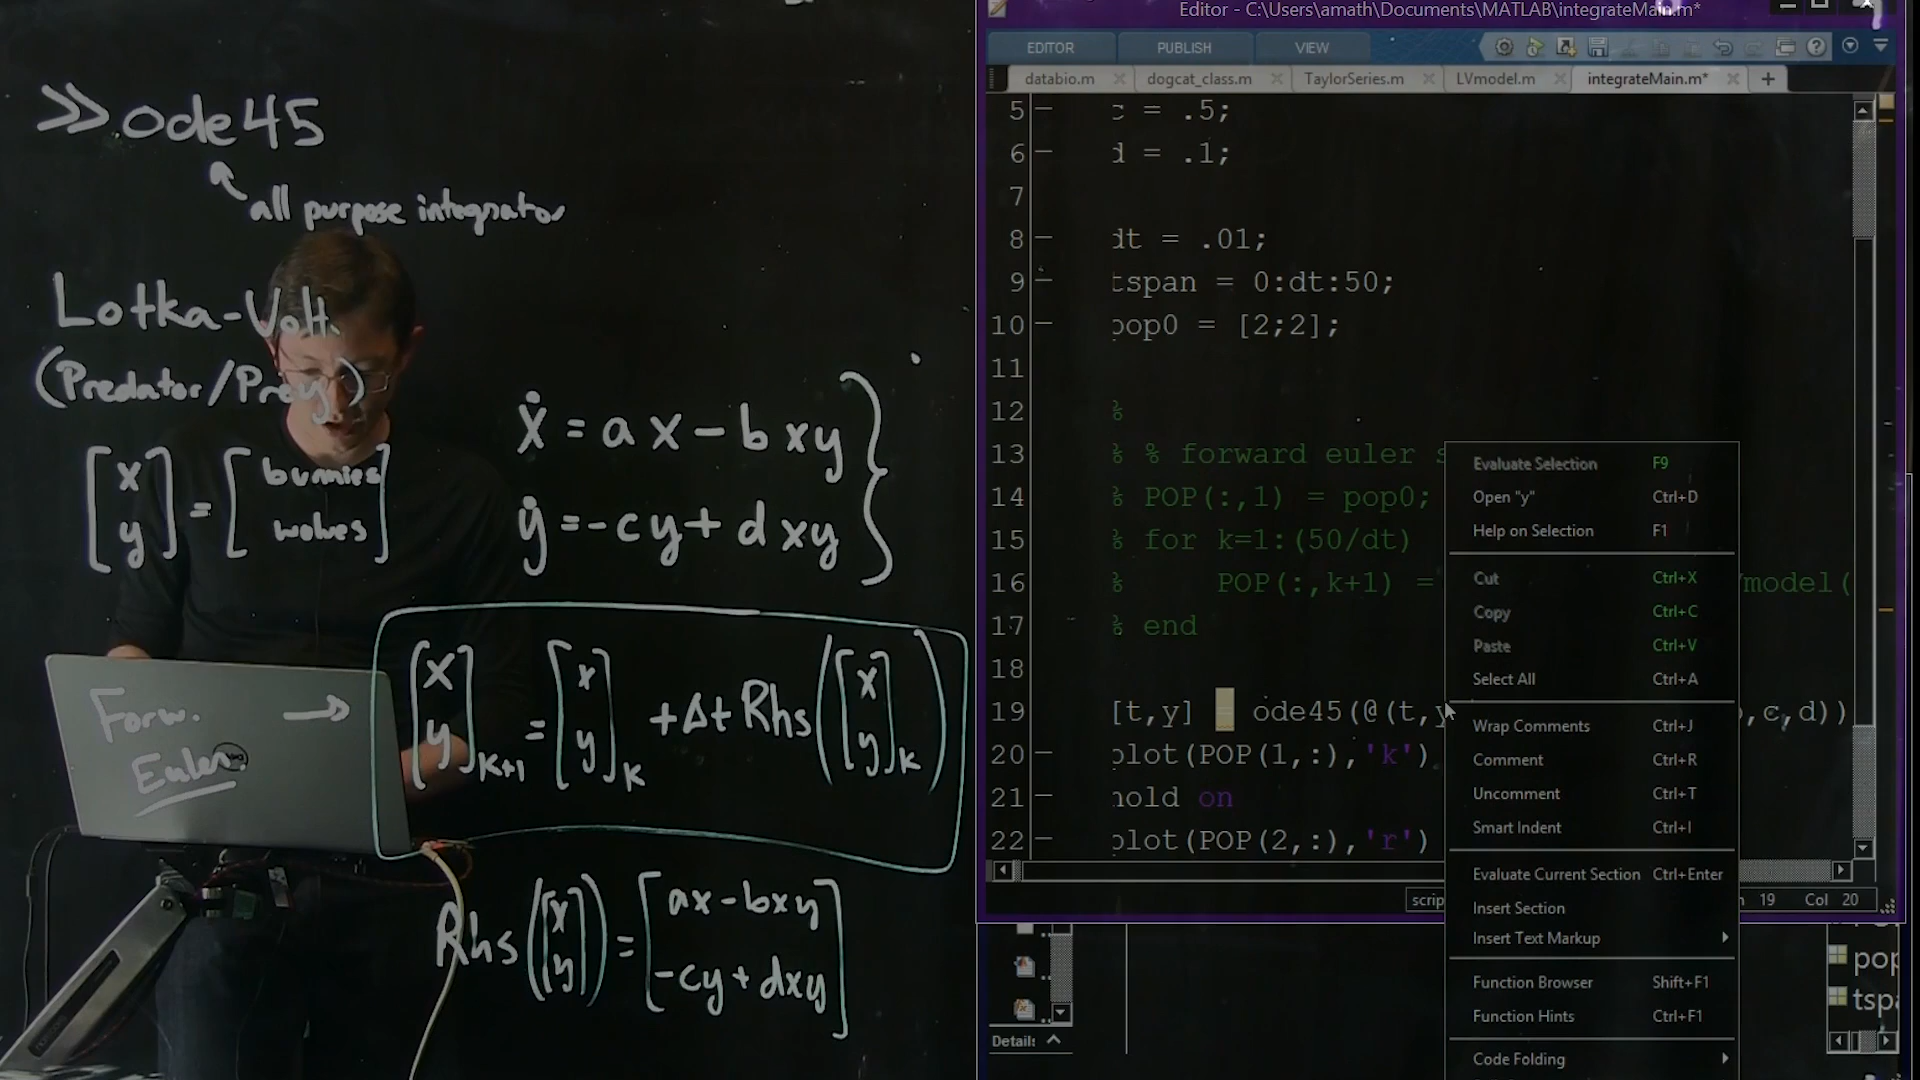 >> ode45
all purpose integrator
Lotka-Volt.
(Predator/Prey)
[x y] = [bunnies wolves]
ẋ = ax - bxy
ẏ = -cy + dxy
Forw. Euler. →
[x y]k+1 = [x y]k + Δt Rhs([x y]k)
Rhs([x y]) = [ax - bxy -cy + dxy]
Editor - C:\Users\amath\Documents\MATLAB\integrateMain.m*
EDITOR PUBLISH VIEW
databio.m dogcat_class.m TaylorSeries.m LVmodel.m integrateMain.m*
5 c = .5;
6 d = .1;
7
8 dt = .01;
9 tspan = 0:dt:50;
10 pop0 = [2;2];
11
12 %
13 % % forward euler s
14 % POP(:,1) = pop0;
15 % for k=1:(50/dt)
16 % POP(:,k+1) = model(
17 % end
18
19 [t,y] = ode45(@(t,y ,c,d))
20 plot(POP(1,:),'k')
21 hold on
22 plot(POP(2,:),'r')
Evaluate Selection F9
Open "y" Ctrl+D
Help on Selection F1
Cut Ctrl+X
Copy Ctrl+C
Paste Ctrl+V
Select All Ctrl+A
Wrap Comments Ctrl+J
Comment Ctrl+R
Uncomment Ctrl+T
Smart Indent Ctrl+I
Evaluate Current Section Ctrl+Enter
Insert Section
Insert Text Markup
Function Browser Shift+F1
Function Hints Ctrl+F1
Code Folding
scrip 19 Col 20
Details
pop
tspa